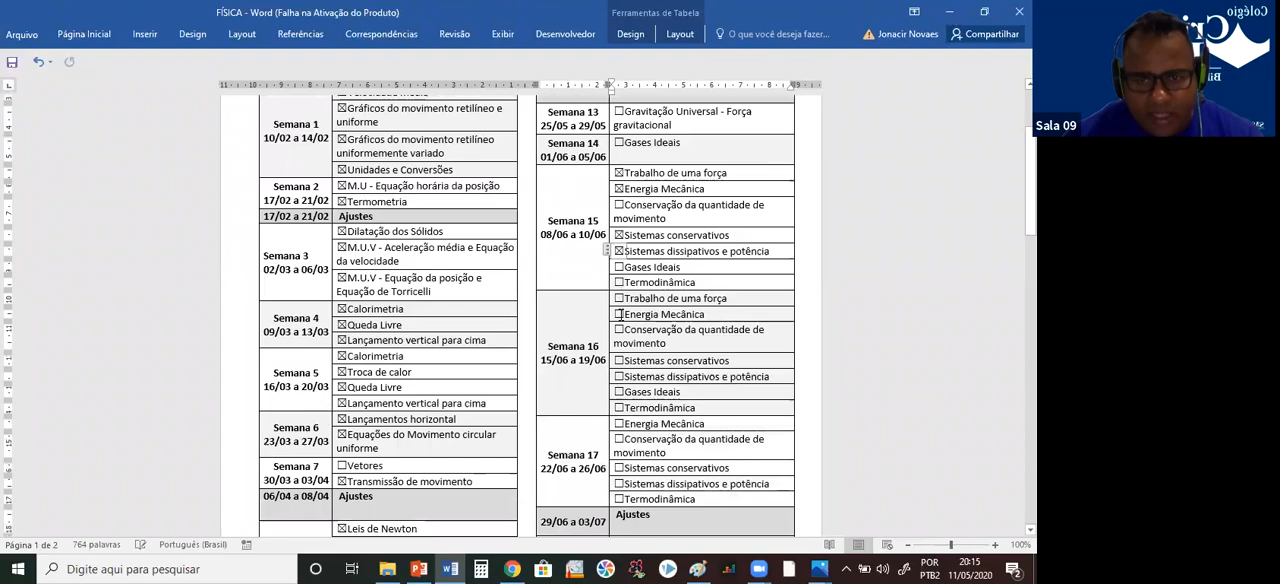 FÍSICA - Word (Falha na Ativação do Produto)
Ferramentas de Tabela
Arquivo Página Inicial Inserir Design Layout Referências Correspondências Revisão Exibir Desenvolvedor Design Layout O que você deseja fazer... Jonacir Novaes Compartilhar
Semana 1
10/02 a 14/02
☒Gráficos do movimento retilíneo e
uniforme
☒Gráficos do movimento retilíneo
uniformemente variado
☒Unidades e Conversões
Semana 2
17/02 a 21/02
☒M.U - Equação horária da posição
☒Termometria
17/02 a 21/02 Ajustes
Semana 3
02/03 a 06/03
☒Dilatação dos Sólidos
☒M.U.V - Aceleração média e Equação
da velocidade
☒M.U.V - Equação da posição e
Equação de Torricelli
Semana 4
09/03 a 13/03
☒Calorimetria
☒Queda Livre
☒Lançamento vertical para cima
Semana 5
16/03 a 20/03
☒Calorimetria
☒Troca de calor
☒Queda Livre
☒Lançamento vertical para cima
Semana 6
23/03 a 27/03
☒Lançamentos horizontal
☒Equações do Movimento circular
uniforme
Semana 7
30/03 a 03/04
☐Vetores
☒Transmissão de movimento
06/04 a 08/04 Ajustes
☒Leis de Newton
Semana 13
25/05 a 29/05
☐Gravitação Universal - Força
gravitacional
Semana 14
01/06 a 05/06
☐Gases Ideais
Semana 15
08/06 a 10/06
☒Trabalho de uma força
☒Energia Mecânica
☐Conservação da quantidade de
movimento
☒Sistemas conservativos
☒Sistemas dissipativos e potência
☐Gases Ideais
☐Termodinâmica
Semana 16
15/06 a 19/06
☐Trabalho de uma força
☐Energia Mecânica
☐Conservação da quantidade de
movimento
☐Sistemas conservativos
☐Sistemas dissipativos e potência
☐Gases Ideais
☐Termodinâmica
Semana 17
22/06 a 26/06
☐Energia Mecânica
☐Conservação da quantidade de
movimento
☐Sistemas conservativos
☐Sistemas dissipativos e potência
☐Termodinâmica
29/06 a 03/07 Ajustes
Página 1 de 2 764 palavras Português (Brasil) 100%
Digite aqui para pesquisar
POR
PTB2
20:15
11/05/2020
Colégio
Sala 09